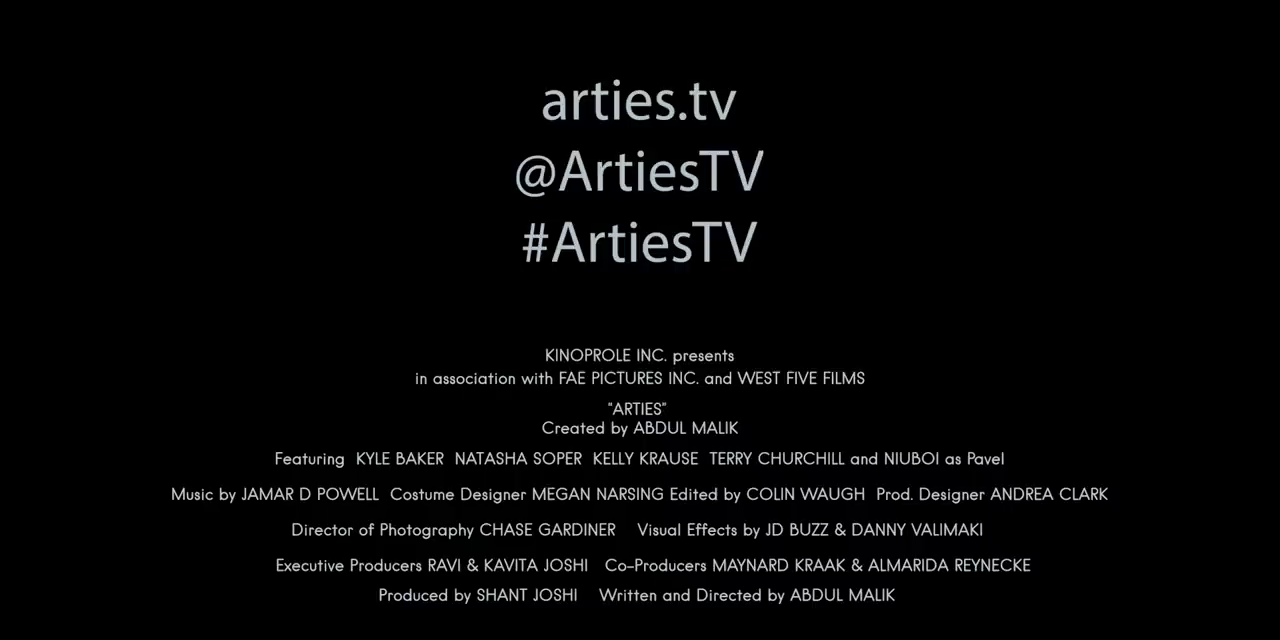 arties.tv
@ArtiesTV
#ArtiesTV
KINOPROLE INC. presents
in association with FAE PICTURES INC. and WEST FIVE FILMS
"ARTIES"
Created by ABDUL MALIK
Featuring KYLE BAKER NATASHA SOPER KELLY KRAUSE TERRY CHURCHILL and NIUBOI as Pavel
Music by JAMAR D POWELL Costume Designer MEGAN NARSING Edited by COLIN WAUGH Prod. Designer ANDREA CLARK
Director of Photography CHASE GARDINER Visual Effects by JD BUZZ & DANNY VALIMAKI
Executive Producers RAVI & KAVITA JOSHI Co-Producers MAYNARD KRAAK & ALMARIDA REYNECKE
Produced by SHANT JOSHI Written and Directed by ABDUL MALIK